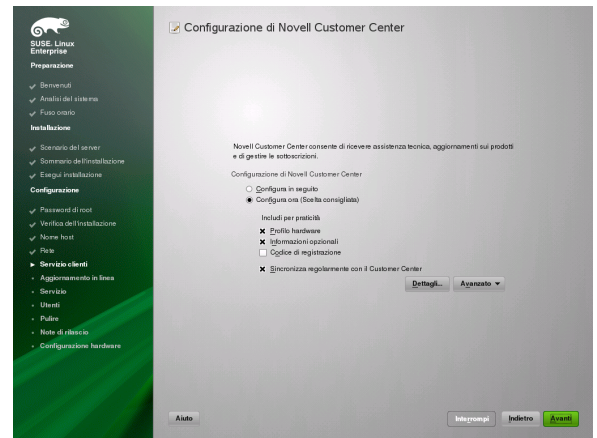 SUSE. Linux
Enterprise
Preparazione
Benvenuti
Analisi del sistema
Fuso orario
Installazione
Scenario del server
Sommario dell'installazione
Esegui installazione
Configurazione
Password di root
Verifica dell'installazione
Nome host
Rete
Servizio clienti
Aggiornamento in linea
Servizio
Utenti
Pulire
Note di rilascio
Configurazione hardware
Configurazione di Novell Customer Center
Novell Customer Center consente di ricevere assistenza tecnica, aggiornamenti sui prodotti
e di gestire le sottoscrizioni.
Configurazione di Novell Customer Center
Configura in seguito
Configura ora (Scelta consigliata)
Includi per praticità
Profilo hardware
Informazioni opzionali
Codice di registrazione
Sincronizza regolarmente con il Customer Center
Dettagli... Avanzato
Aiuto Interrompi Indietro Avanti